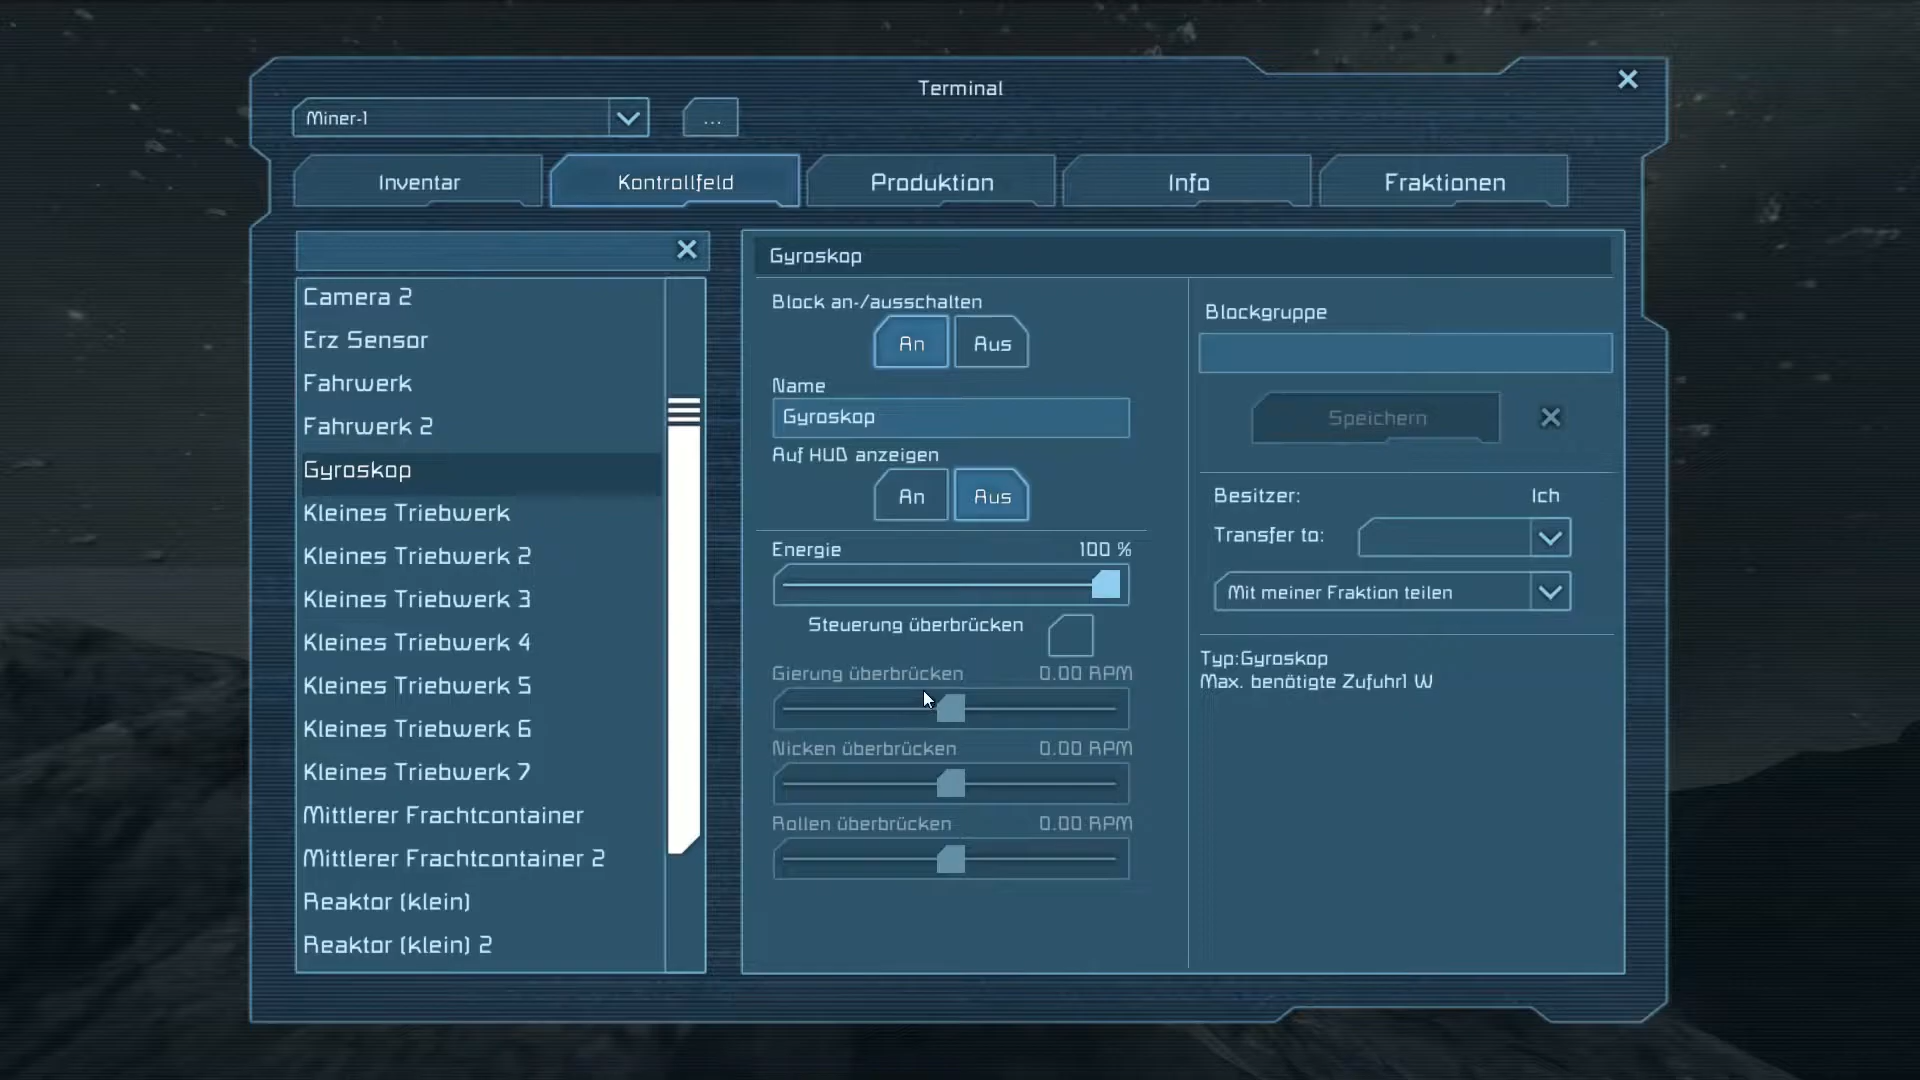 Terminal
Miner-1
...
Inventar
Kontrollfeld
Produktion
Info
Fraktionen
Camera 2
Erz Sensor
Fahrwerk
Fahrwerk 2
Gyroskop
Kleines Triebwerk
Kleines Triebwerk 2
Kleines Triebwerk 3
Kleines Triebwerk 4
Kleines Triebwerk 5
Kleines Triebwerk 6
Kleines Triebwerk 7
Mittlerer Frachtcontainer
Mittlerer Frachtcontainer 2
Reaktor (klein)
Reaktor (klein) 2
Gyroskop
Block an-/ausschalten
An Aus
Name
Gyroskop
Auf HUD anzeigen
An Aus
Energie 100 %
Steuerung überbrücken
Gierung überbrücken 0.00 RPM
Nicken überbrücken 0.00 RPM
Rollen überbrücken 0.00 RPM
Blockgruppe
Speichern
Besitzer: Ich
Transfer to:
Mit meiner Fraktion teilen
Typ:Gyroskop
Max. benötigte Zufuhr1 W